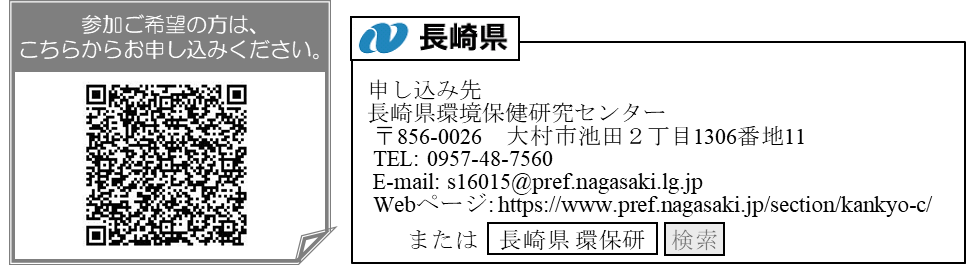 参加ご希望の方は、
こちらからお申し込みください。
長崎県
申し込み先
長崎県環境保健研究センター
〒856-0026　大村市池田２丁目1306番地11
TEL: 0957-48-7560
E-mail: s16015@pref.nagasaki.lg.jp
Webページ: https://www.pref.nagasaki.jp/section/kankyo-c/
または 長崎県 環保研 検索